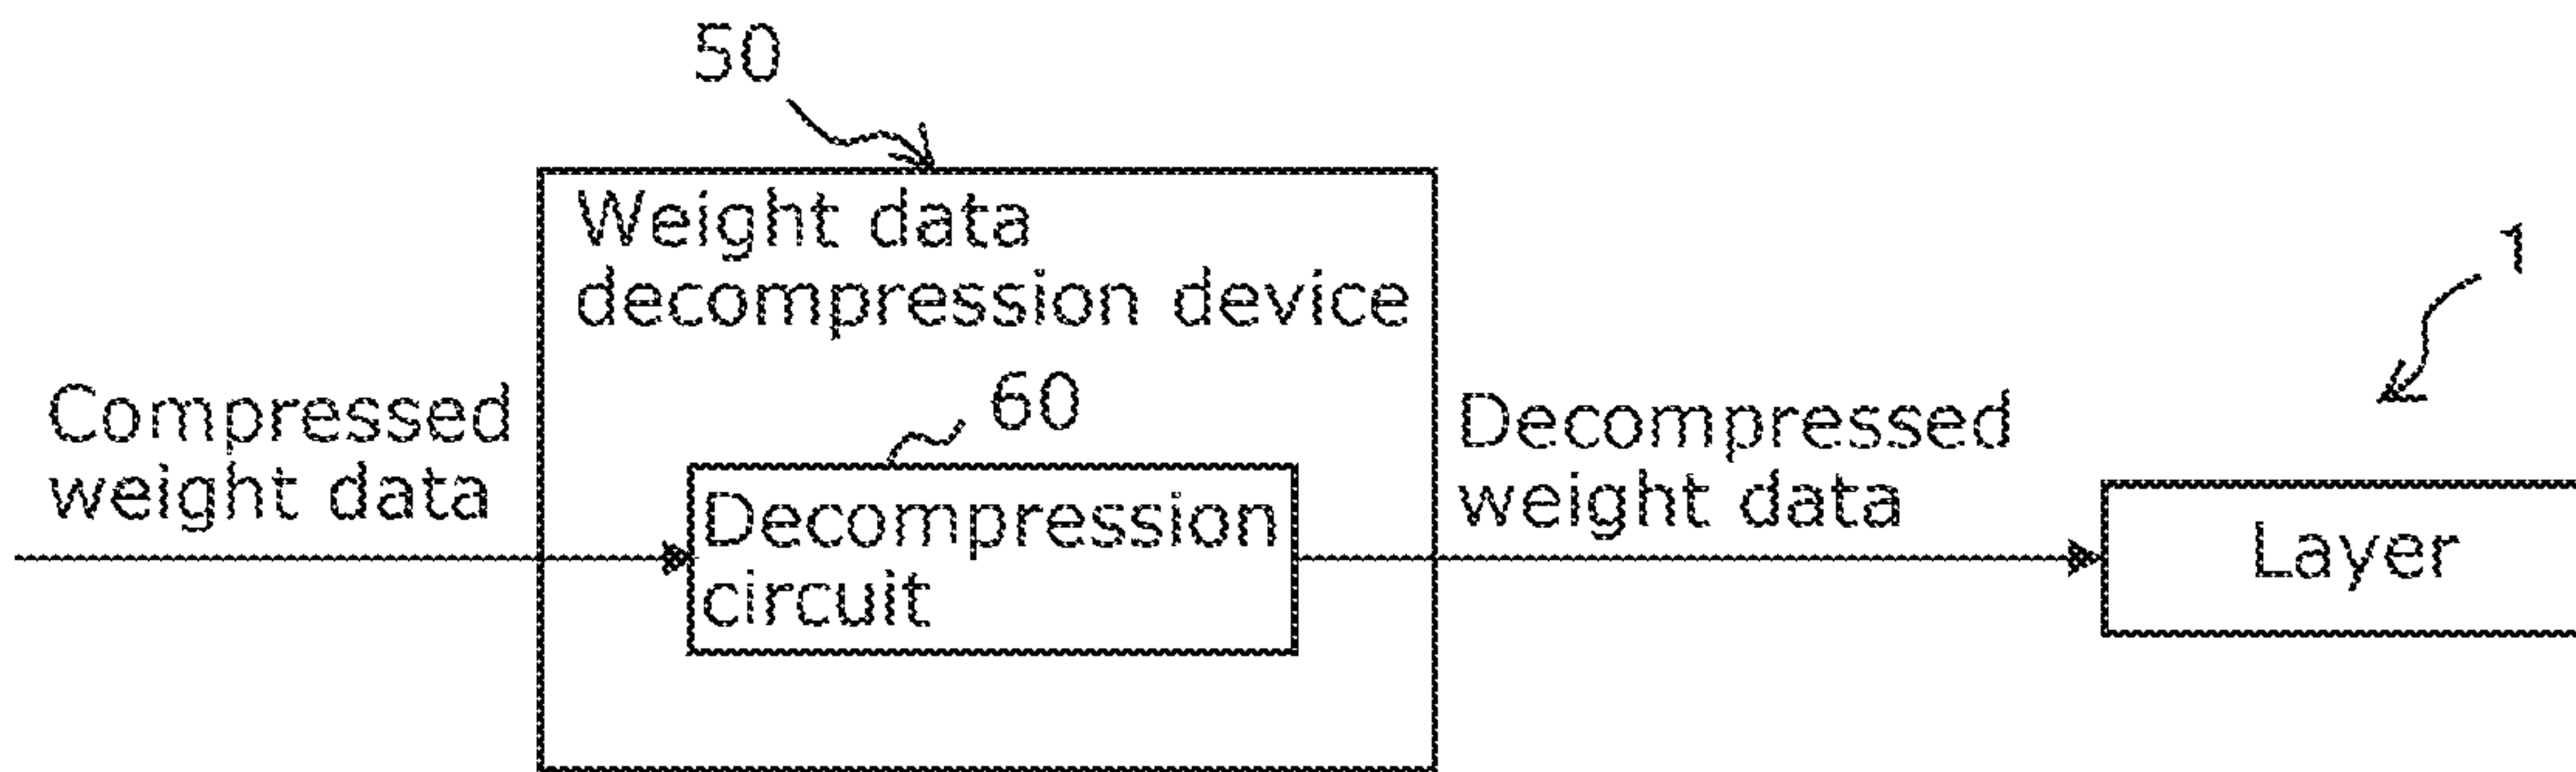 50
Weight data
decompression device
1
60
Compressed
weight data
Decompressed
weight data
Decompression
circuit
Layer